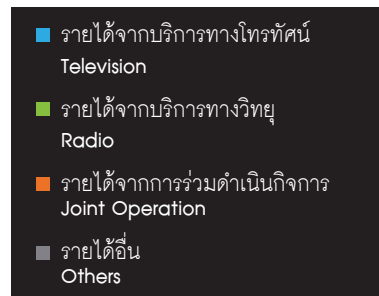 รายได้จากบริการทางโทรทัศน์
Television
รายได้จากบริการทางวิทยุ
Radio
รายได้จากการร่วมดำเนินกิจการ
Joint Operation
รายได้อื่น
Others